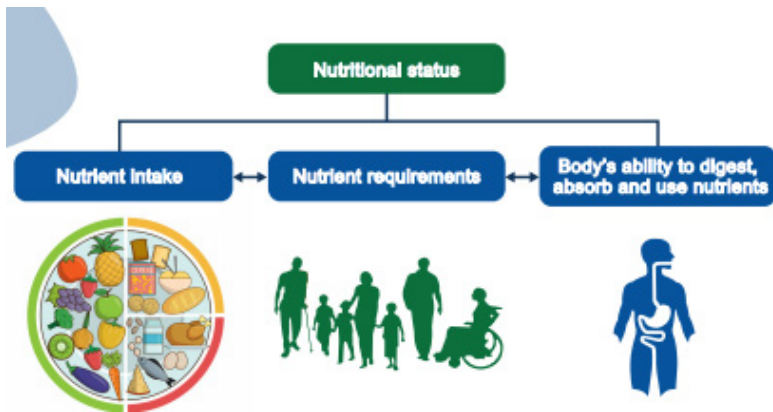 Nutritional status
Nutrient intake
Nutrient requirements
Body's ability to digest,
absorb and use nutrients